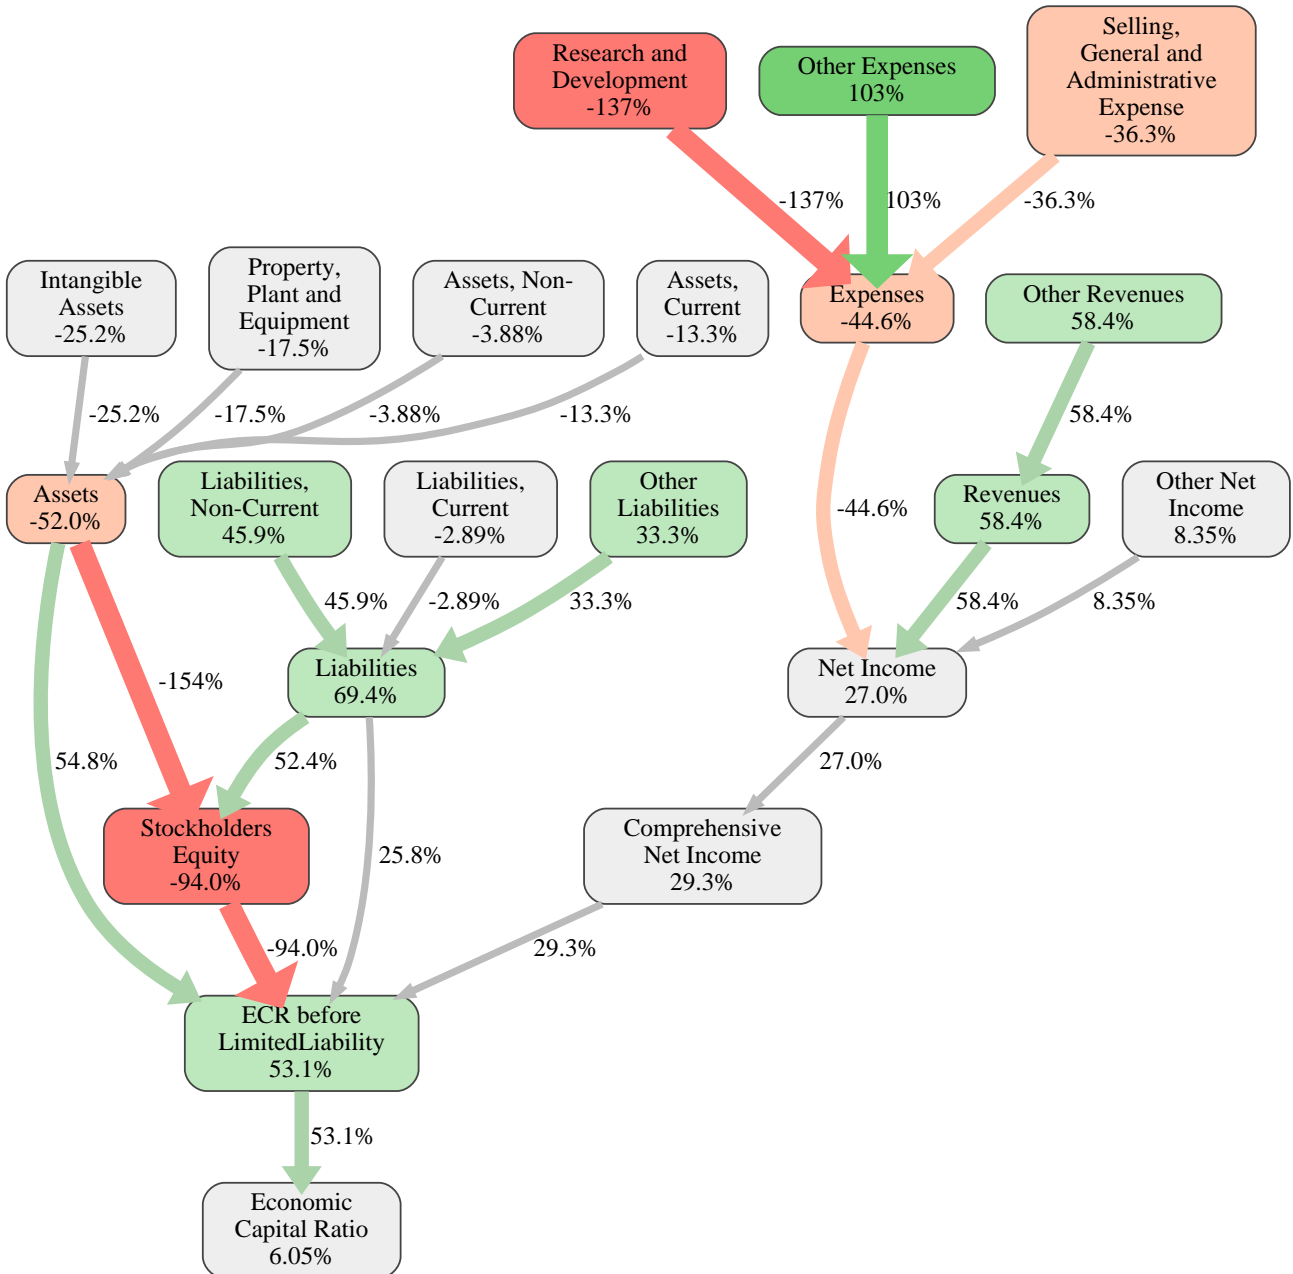 Research and
Development
-137%
Other Expenses
103%
Selling,
General and
Administrative
Expense
-36.3%
-137%
103%
-36.3%
Intangible
Assets
-25.2%
Property,
Plant and
Equipment
-17.5%
Assets, Non-
Current
-3.88%
Assets,
Current
-13.3%
Expenses
-44.6%
Other Revenues
58.4%
-25.2%
-17.5%
-3.88%
-13.3%
58.4%
Assets
-52.0%
Liabilities,
Non-Current
45.9%
Liabilities,
Current
-2.89%
Other
Liabilities
33.3%
-44.6%
Revenues
58.4%
Other Net
Income
8.35%
45.9%
-2.89%
33.3%
58.4%
8.35%
-154%
Liabilities
69.4%
Net Income
27.0%
54.8%
52.4%
27.0%
Stockholders
Equity
-94.0%
25.8%
Comprehensive
Net Income
29.3%
-94.0%
29.3%
ECR before
LimitedLiability
53.1%
53.1%
Economic
Capital Ratio
6.05%